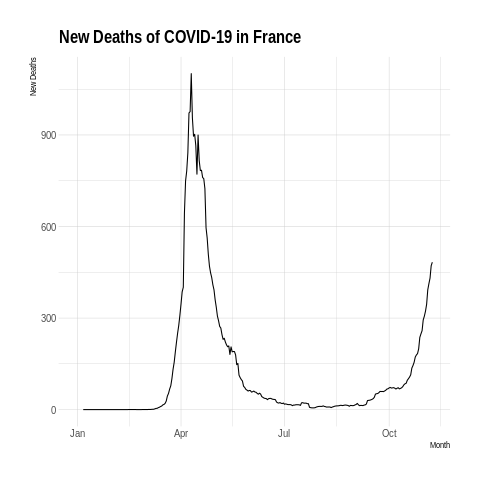 New Deaths of COVID-19 in France
New Deaths
900
600
300
0
Jan Apr Jul Oct
Month